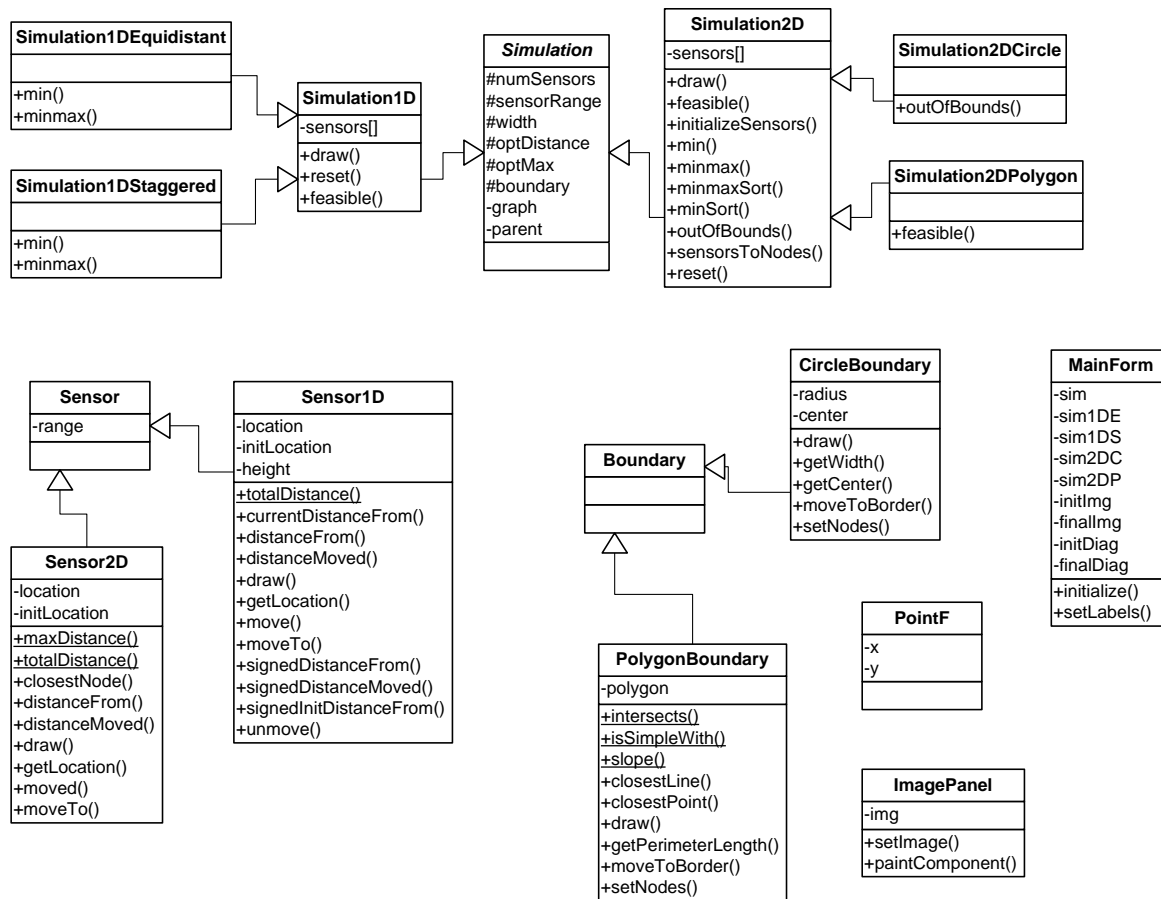 Simulation1DEquidistant
+min()
+minmax()
Simulation1DStaggered
+min()
+minmax()
Simulation1D
-sensors[]
+draw()
+reset()
+feasible()
Simulation
#numSensors
#sensorRange
#width
#optDistance
#optMax
#boundary
-graph
-parent
Simulation2D
-sensors[]
+draw()
+feasible()
+initializeSensors()
+min()
+minmax()
+minmaxSort()
+minSort()
+outOfBounds()
+sensorsToNodes()
+reset()
Simulation2DCircle
+outOfBounds()
Simulation2DPolygon
+feasible()
Sensor
-range
Sensor1D
-location
-initLocation
-height
+totalDistance()
+currentDistanceFrom()
+distanceFrom()
+distanceMoved()
+draw()
+getLocation()
+move()
+moveTo()
+signedDistanceFrom()
+signedDistanceMoved()
+signedInitDistanceFrom()
+unmove()
Sensor2D
-location
-initLocation
+maxDistance()
+totalDistance()
+closestNode()
+distanceFrom()
+distanceMoved()
+draw()
+getLocation()
+moved()
+moveTo()
Boundary
CircleBoundary
-radius
-center
+draw()
+getWidth()
+getCenter()
+moveToBorder()
+setNodes()
PolygonBoundary
-polygon
+intersects()
+isSimpleWith()
+slope()
+closestLine()
+closestPoint()
+draw()
+getPerimeterLength()
+moveToBorder()
+setNodes()
MainForm
-sim
-sim1DE
-sim1DS
-sim2DC
-sim2DP
-initImg
-finalImg
-initDiag
-finalDiag
+initialize()
+setLabels()
PointF
-x
-y
ImagePanel
-img
+setImage()
+paintComponent()